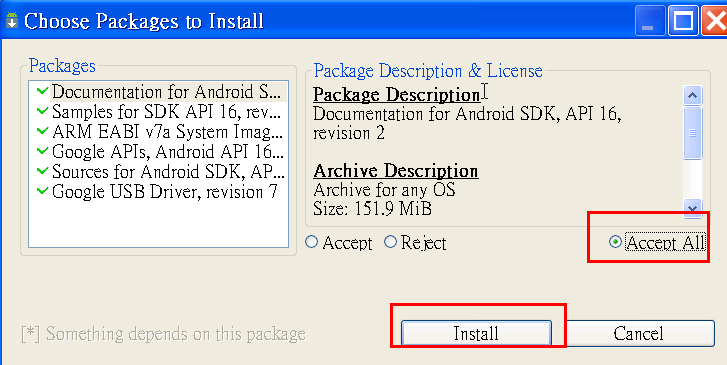 Choose Packages to Install
Packages
Documentation for Android S...
Samples for SDK API 16, rev...
ARM EABI v7a System Imag...
Google APIs, Android API 16...
Sources for Android SDK, AP...
Google USB Driver, revision 7
Package Description & License
Package Description
Documentation for Android SDK, API 16,
revision 2
Archive Description
Archive for any OS
Size: 151.9 MiB
Accept Reject Accept All
[*] Something depends on this package
Install Cancel